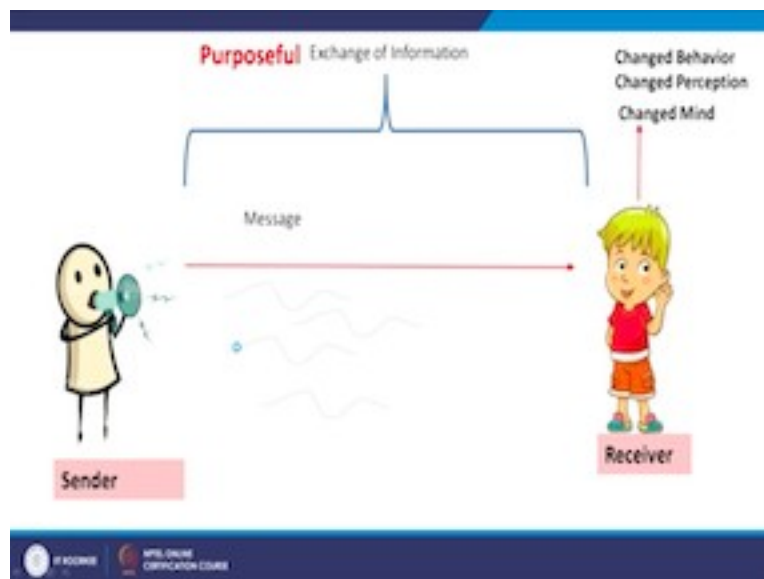 Purposeful Exchange of Information
Changed Behavior
Changed Perception
Changed Mind
Message
Sender
Receiver
IIT ROORKEE
NPTEL ONLINE
CERTIFICATION COURSE